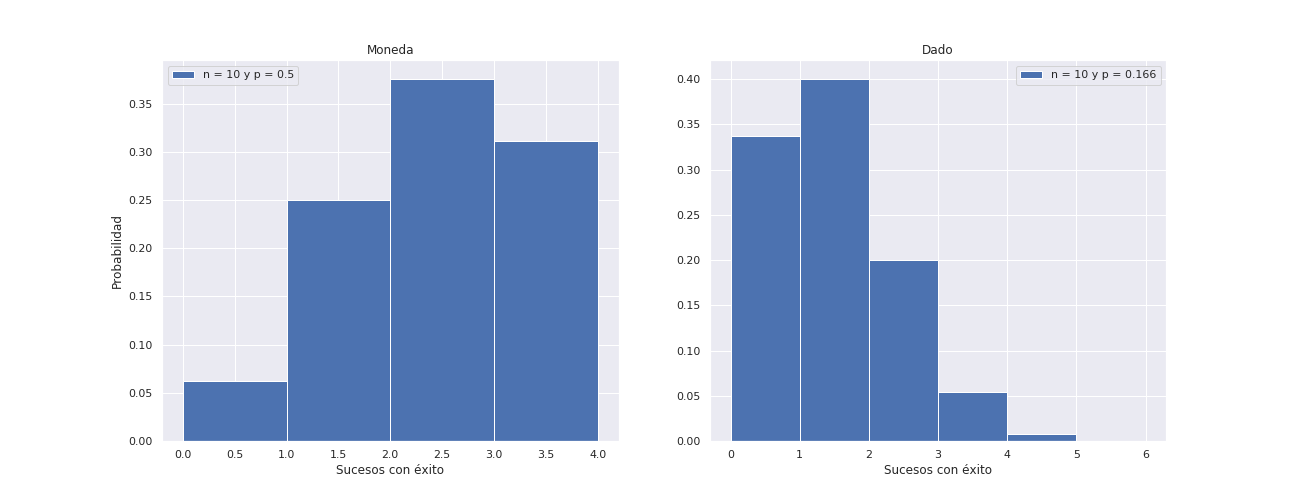 Moneda
n = 10 y p = 0.5
Probabilidad
0.35
0.30
0.25
0.20
0.15
0.10
0.05
0.00
0.0 0.5 1.0 1.5 2.0 2.5 3.0 3.5 4.0
Sucesos con éxito
Dado
n = 10 y p = 0.166
0.40
0.35
0.30
0.25
0.20
0.15
0.10
0.05
0.00
0 1 2 3 4 5 6
Sucesos con éxito